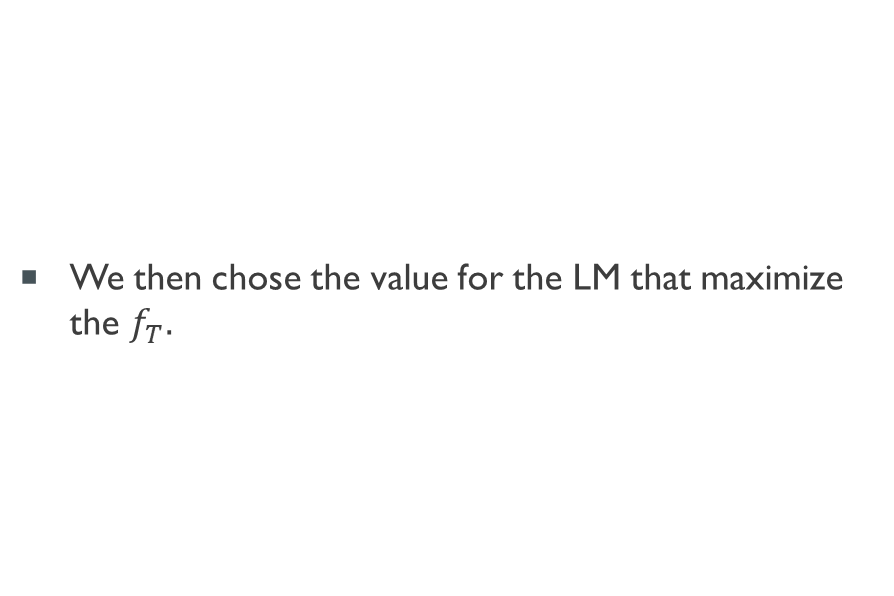 ▪ We then chose the value for the LM that maximize
the $f_T$.